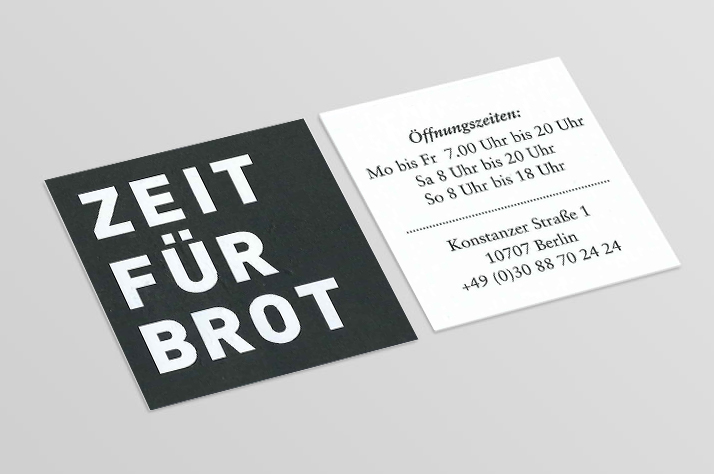 ZEIT
FÜR
BROT
Öffnungszeiten:
Mo bis Fr 7.00 Uhr bis 20 Uhr
Sa 8 Uhr bis 20 Uhr
So 8 Uhr bis 18 Uhr
Konstanzer Straße 1
10707 Berlin
+49 (0)30 88 70 24 24